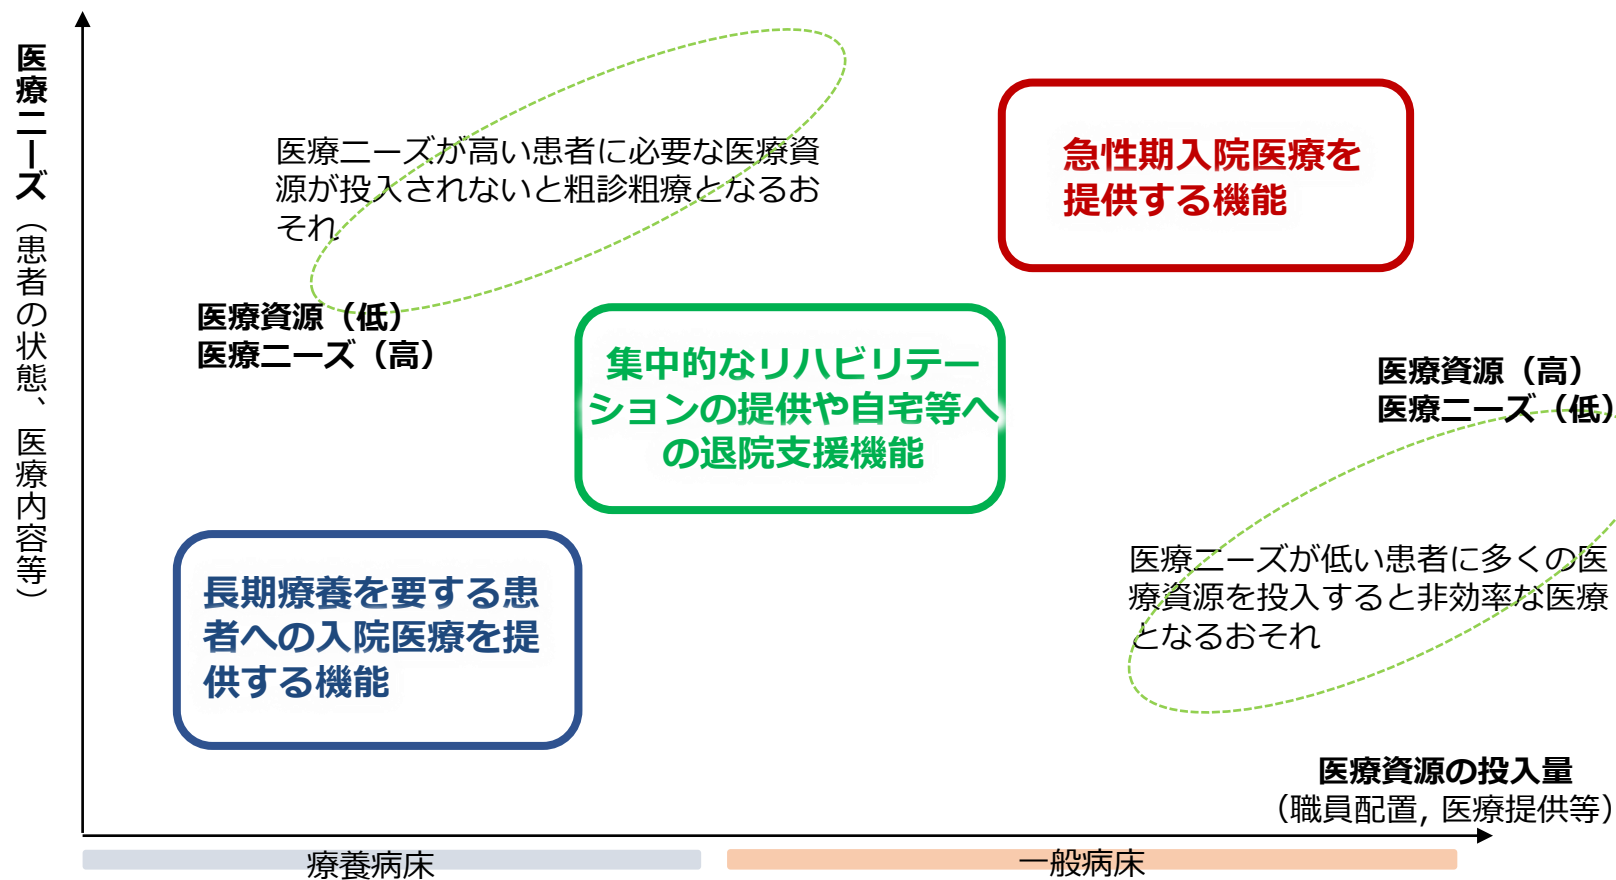 医療ニーズ（患者の状態、医療内容等）
医療ニーズが高い患者に必要な医療資
源が投入されないと粗診粗療となるお
それ
急性期入院医療を
提供する機能
医療資源（低）
医療ニーズ（高）
集中的なリハビリテー
ションの提供や自宅等へ
の退院支援機能
医療資源（高）
医療ニーズ（低）
長期療養を要する患
者への入院医療を提
供する機能
医療ニーズが低い患者に多くの医
療資源を投入すると非効率な医療
となるおそれ
医療資源の投入量
（職員配置, 医療提供等）
療養病床
一般病床